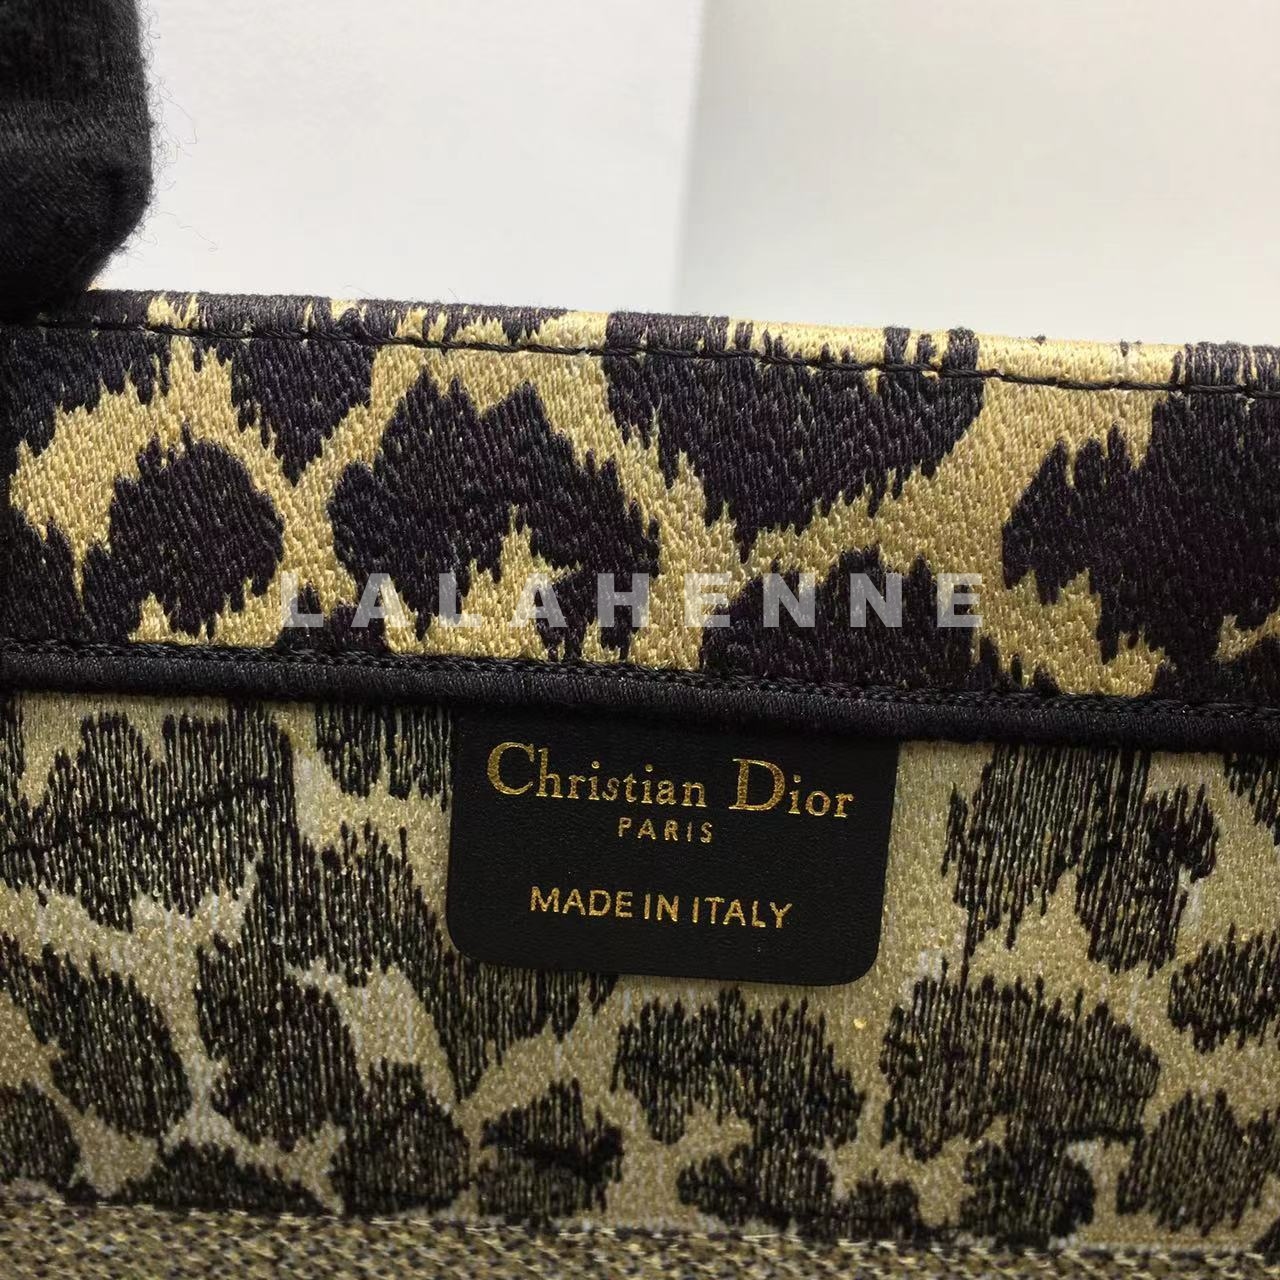 LALAHENNE
Christian Dior
PARIS
MADE IN ITALY